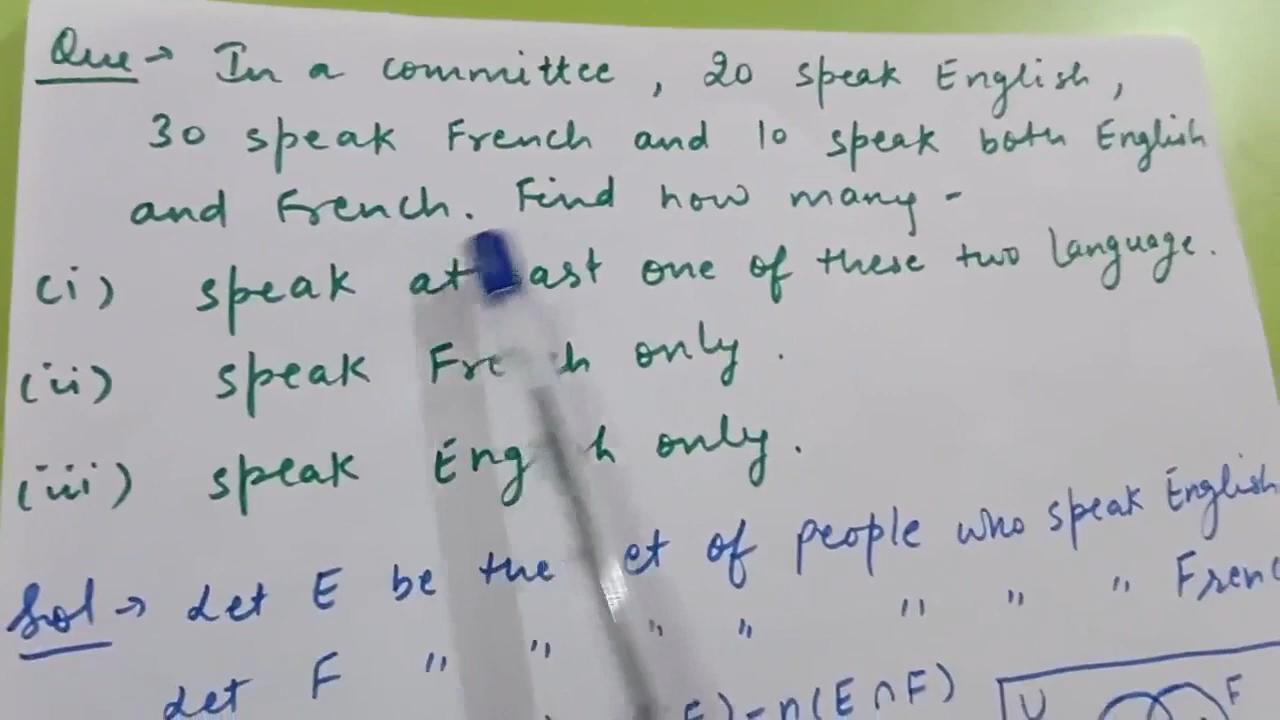 Que → In a committee, 20 speak English,
30 speak French and 10 speak both English
and French. Find how many -
(i) speak at one of these two language.
(ii) speak only.
(iii) speak only.
Sol → Let E be the of people who speak English
Let F " " " " " " "
- n(E ∩ F)
U F